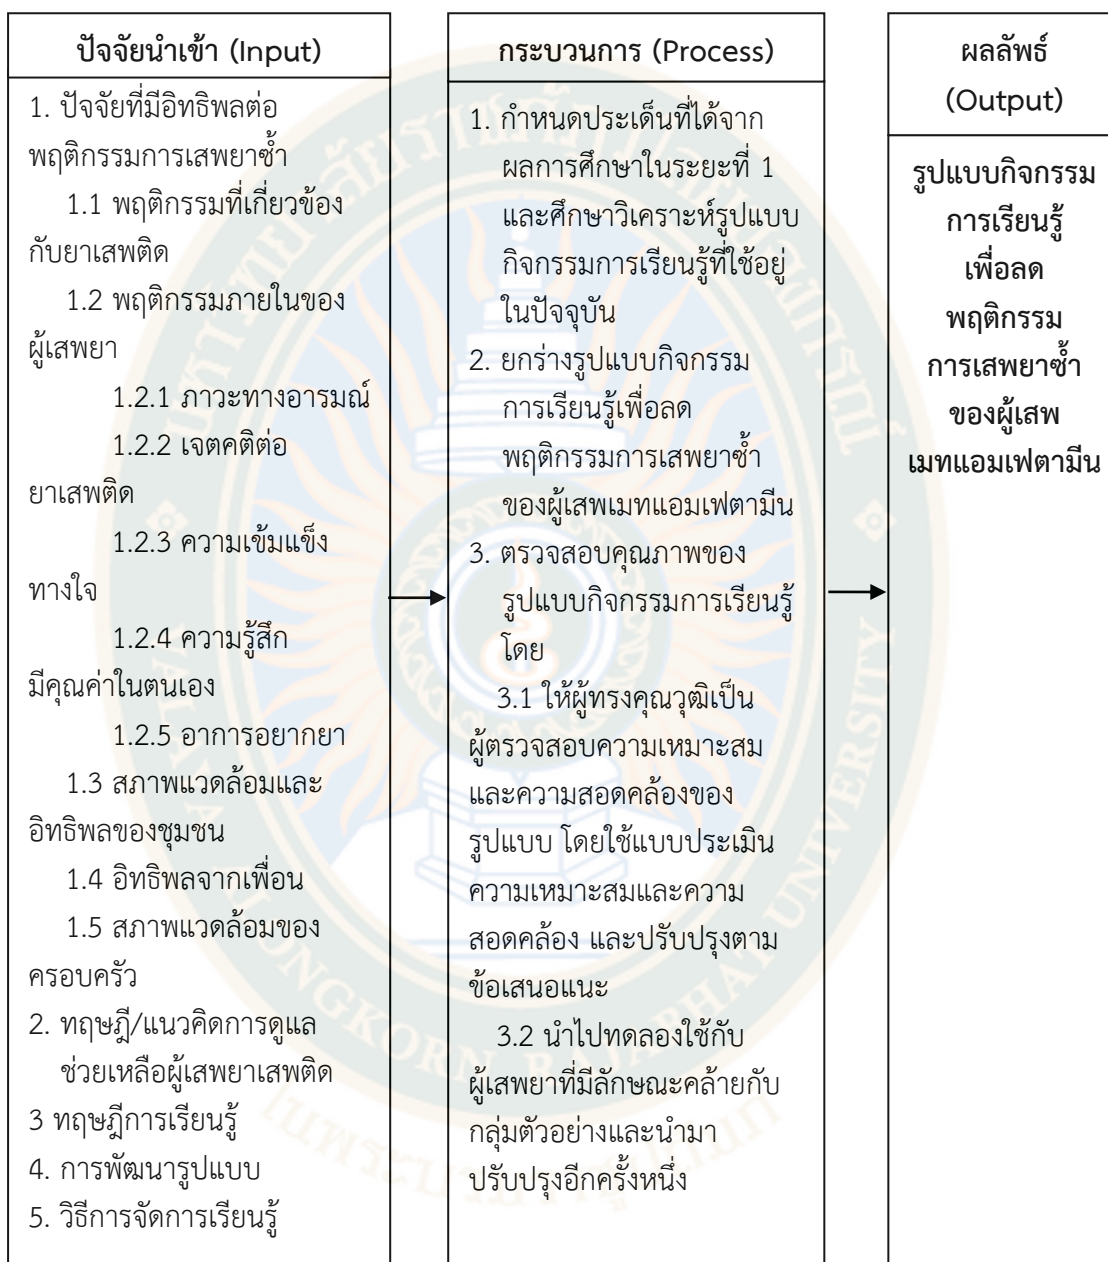 ปัจจัยนำเข้า (Input)
1. ปัจจัยที่มีอิทธิพลต่อ
พฤติกรรมการเสพยาซ้ำ
1.1 พฤติกรรมที่เกี่ยวข้อง
กับยาเสพติด
1.2 พฤติกรรมภายในของ
ผู้เสพยา
1.2.1 ภาวะทางอารมณ์
1.2.2 เจตคติต่อ
ยาเสพติด
1.2.3 ความเข้มแข็ง
ทางใจ
1.2.4 ความรู้สึก
มีคุณค่าในตนเอง
1.2.5 อาการอยากยา
1.3 สภาพแวดล้อมและ
อิทธิพลของชุมชน
1.4 อิทธิพลจากเพื่อน
1.5 สภาพแวดล้อมของ
ครอบครัว
2. ทฤษฎี/แนวคิดการดูแล
ช่วยเหลือผู้เสพยาเสพติด
3 ทฤษฎีการเรียนรู้
4. การพัฒนารูปแบบ
5. วิธีการจัดการเรียนรู้
กระบวนการ (Process)
1. กำหนดประเด็นที่ได้จาก
ผลการศึกษาในระยะที่ 1
และศึกษาวิเคราะห์รูปแบบ
กิจกรรมการเรียนรู้ที่ใช้อยู่
ในปัจจุบัน
2. ยกร่างรูปแบบกิจกรรม
การเรียนรู้เพื่อลด
พฤติกรรมการเสพยาซ้ำ
ของผู้เสพเมทแอมเฟตามีน
3. ตรวจสอบคุณภาพของ
รูปแบบกิจกรรมการเรียนรู้
โดย
3.1 ให้ผู้ทรงคุณวุฒิเป็น
ผู้ตรวจสอบความเหมาะสม
และความสอดคล้องของ
รูปแบบ โดยใช้แบบประเมิน
ความเหมาะสมและความ
สอดคล้อง และปรับปรุงตาม
ข้อเสนอแนะ
3.2 นำไปทดลองใช้กับ
ผู้เสพยาที่มีลักษณะคล้ายกับ
กลุ่มตัวอย่างและนำมา
ปรับปรุงอีกครั้งหนึ่ง
ผลลัพธ์
(Output)
รูปแบบกิจกรรม
การเรียนรู้
เพื่อลด
พฤติกรรม
การเสพยาซ้ำ
ของผู้เสพ
เมทแอมเฟตามีน